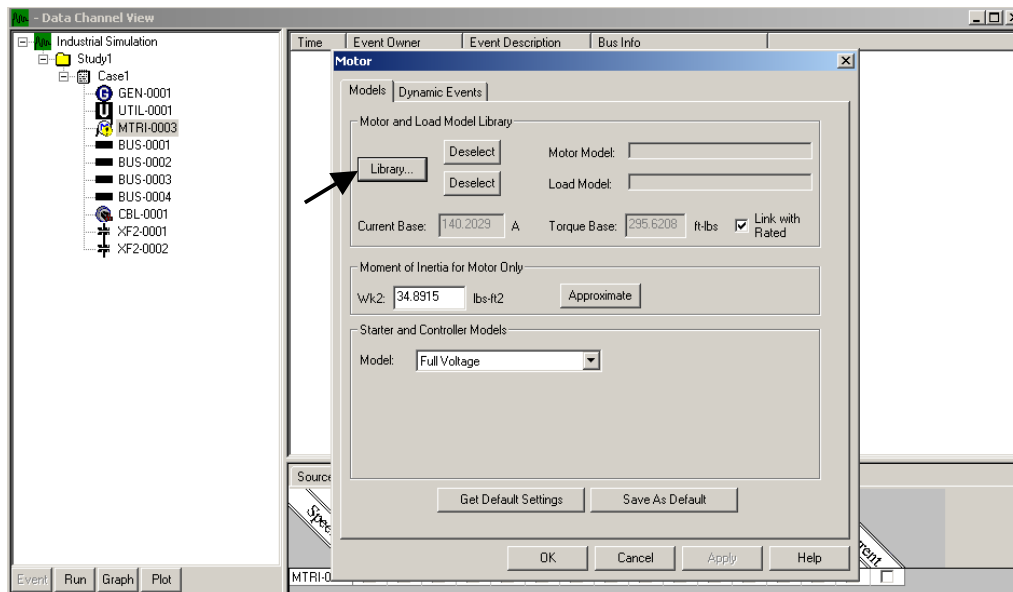 - Data Channel View
Industrial Simulation
Study1
Case1
GEN-0001
UTIL-0001
MTRI-0003
BUS-0001
BUS-0002
BUS-0003
BUS-0004
CBL-0001
XF2-0001
XF2-0002
Event Run Graph Plot
Time Event Owner Event Description Bus Info
Motor
Models Dynamic Events
Motor and Load Model Library
Library...
Deselect Motor Model:
Deselect Load Model:
Current Base: 140.2029 A Torque Base: 295.6208 ft-lbs Link with Rated
Moment of Inertia for Motor Only
Wk2: 34.8915 lbs-ft2 Approximate
Starter and Controller Models
Model: Full Voltage
Get Default Settings Save As Default
OK Cancel Apply Help